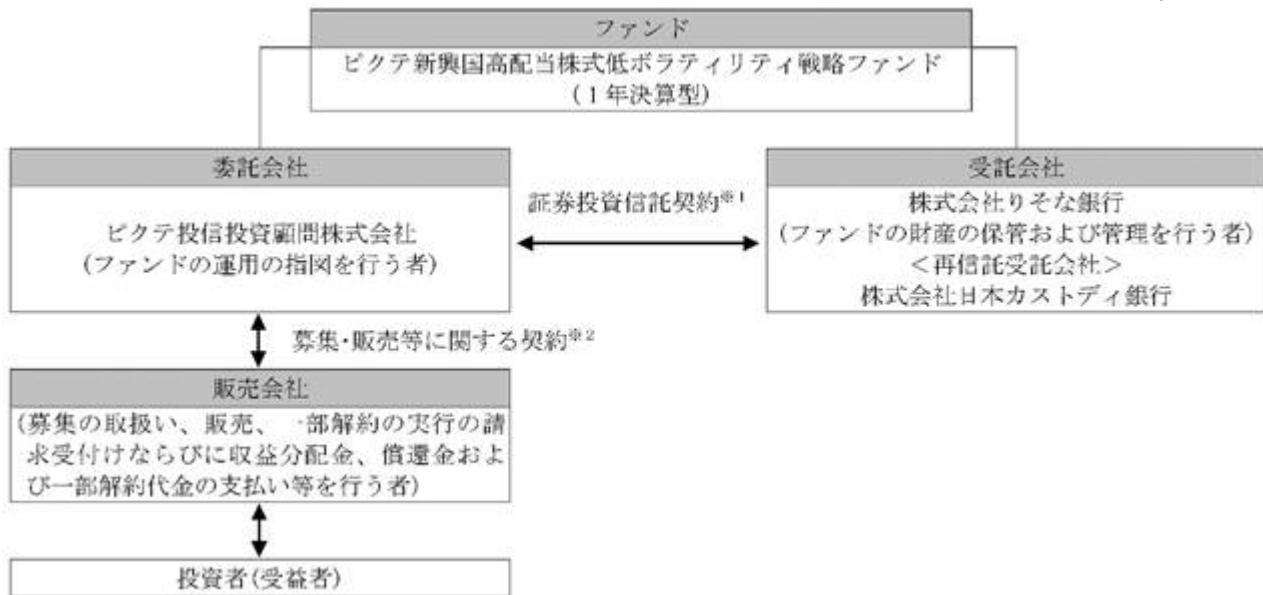 ファンド
ピクテ新興国高配当株式低ボラティリティ戦略ファンド
(1年決算型)
委託会社
ピクテ投信投資顧問株式会社
(ファンドの運用の指図を行う者)
証券投資信託契約※1
受託会社
株式会社りそな銀行
(ファンドの財産の保管および管理を行う者)
<再信託受託会社>
株式会社日本カストディ銀行
募集・販売等に関する契約※2
販売会社
(募集の取扱い、販売、一部解約の実行の請
求受付けならびに収益分配金、償還金およ
び一部解約代金の支払い等を行う者)
投資者(受益者)